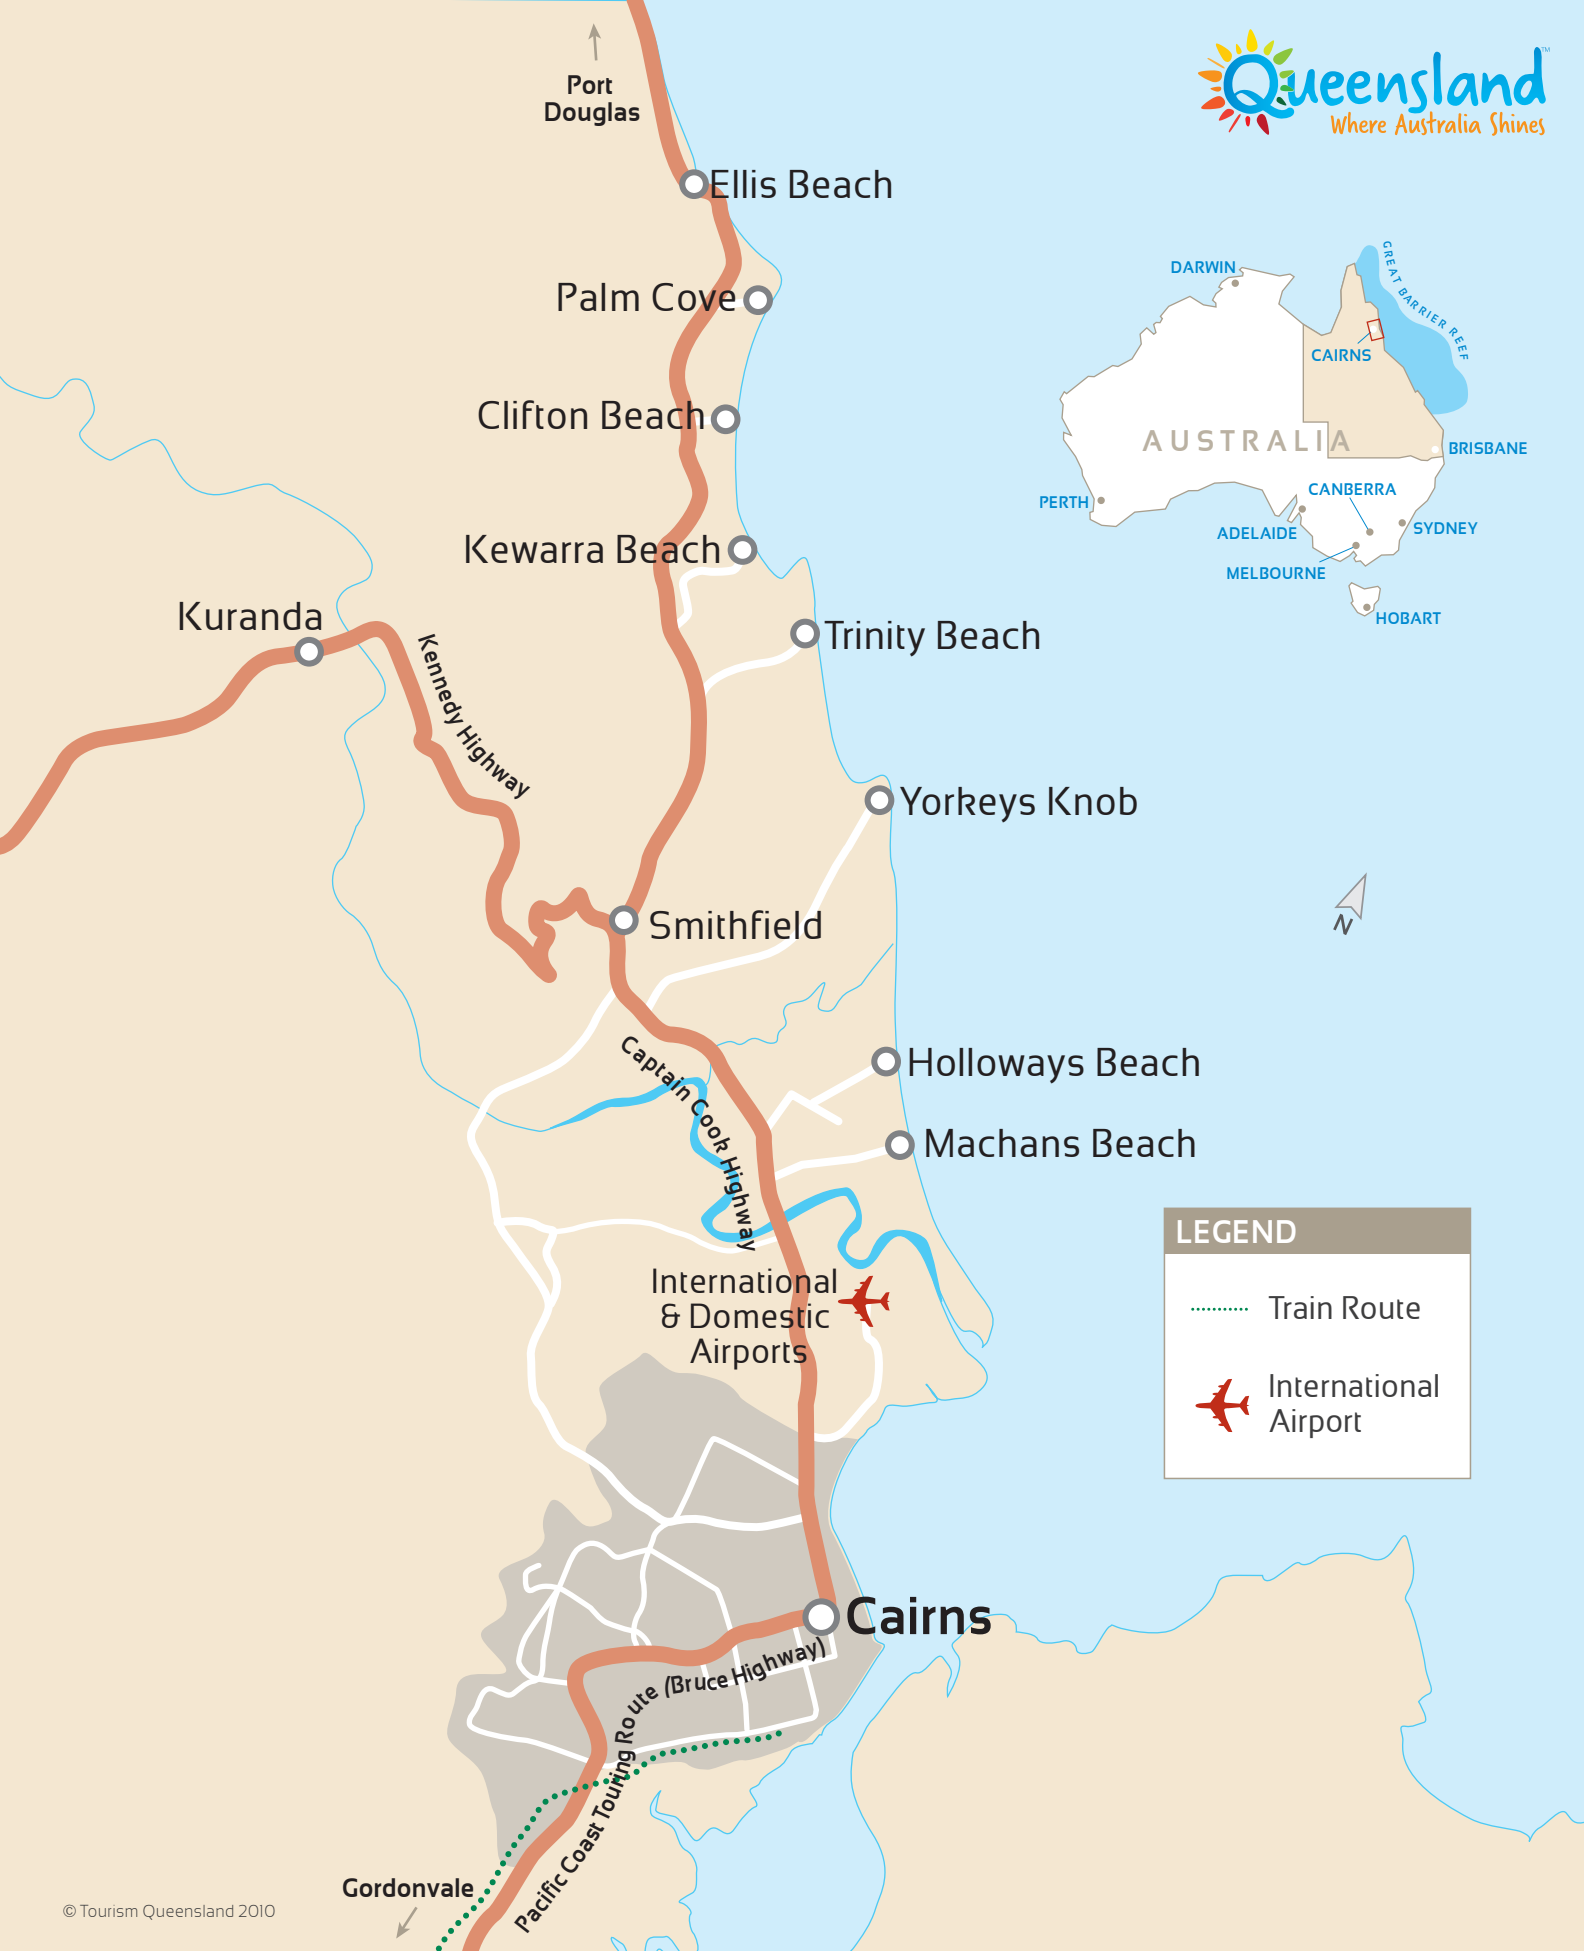 Port
Douglas
Queensland™
Where Australia Shines
Ellis Beach
Palm Cove
Clifton Beach
Kewarra Beach
Kuranda
Kennedy Highway
Trinity Beach
Yorkeys Knob
Smithfield
Captain Cook Highway
Holloways Beach
Machans Beach
International
& Domestic
Airports
Cairns
Pacific Coast Touring Route (Bruce Highway)
Gordonvale
© Tourism Queensland 2010
DARWIN
GREAT BARRIER REEF
CAIRNS
AUSTRALIA
BRISBANE
PERTH
CANBERRA
ADELAIDE
SYDNEY
MELBOURNE
HOBART
N
LEGEND
Train Route
International
Airport